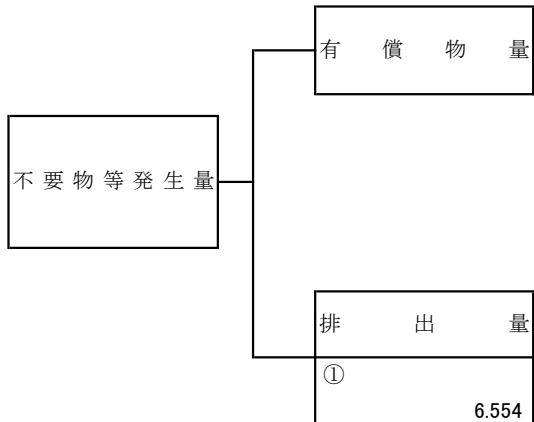 有償物量
不要物等発生量
排出量
①
6.554